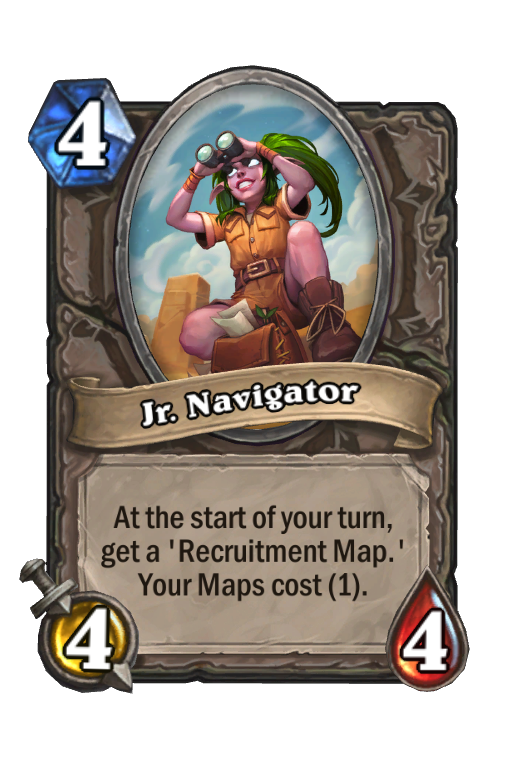 4
Jr. Navigator
At the start of your turn,
get a 'Recruitment Map.'
Your Maps cost (1).
4
4